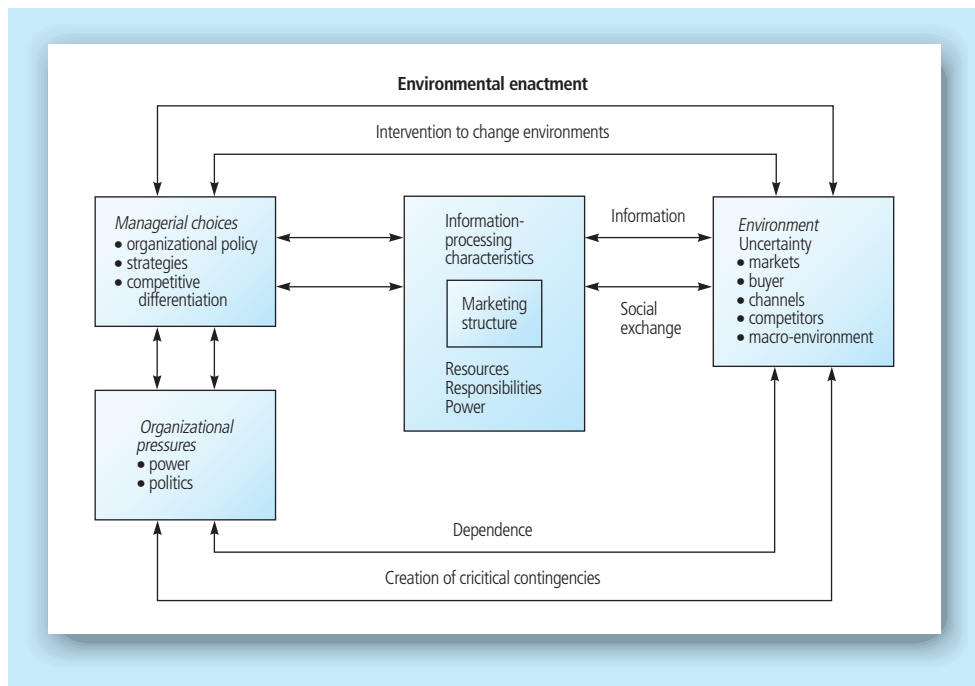 Environmental enactment
Intervention to change environments
Managerial choices
• organizational policy
• strategies
• competitive
differentiation
Information-
processing
characteristics
Marketing
structure
Resources
Responsibilities
Power
Information
Social
exchange
Environment
Uncertainty
• markets
• buyer
• channels
• competitors
• macro-environment
Organizational
pressures
• power
• politics
Dependence
Creation of cricitical contingencies